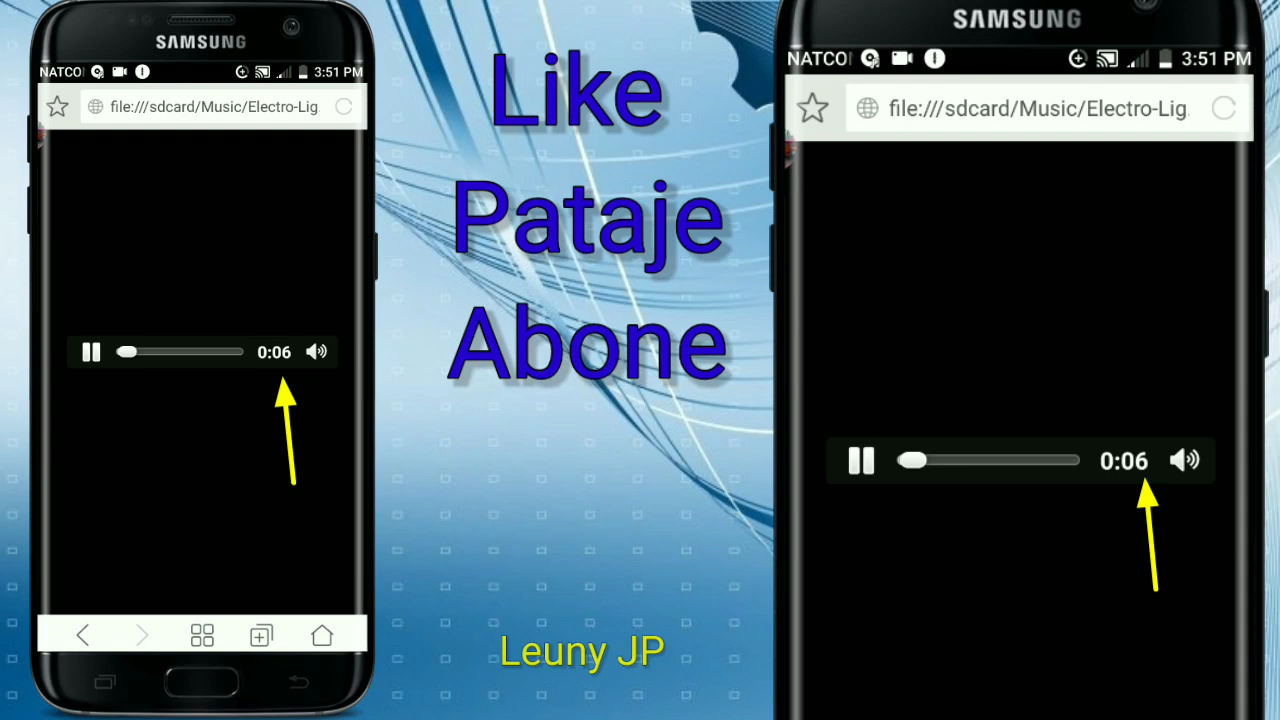 SAMSUNG
NATCO
3:51 PM
file:///sdcard/Music/Electro-Lig
0:06
Like
Pataje
Abone
Leuny JP
SAMSUNG
NATCO
3:51 PM
file:///sdcard/Music/Electro-Lig
0:06